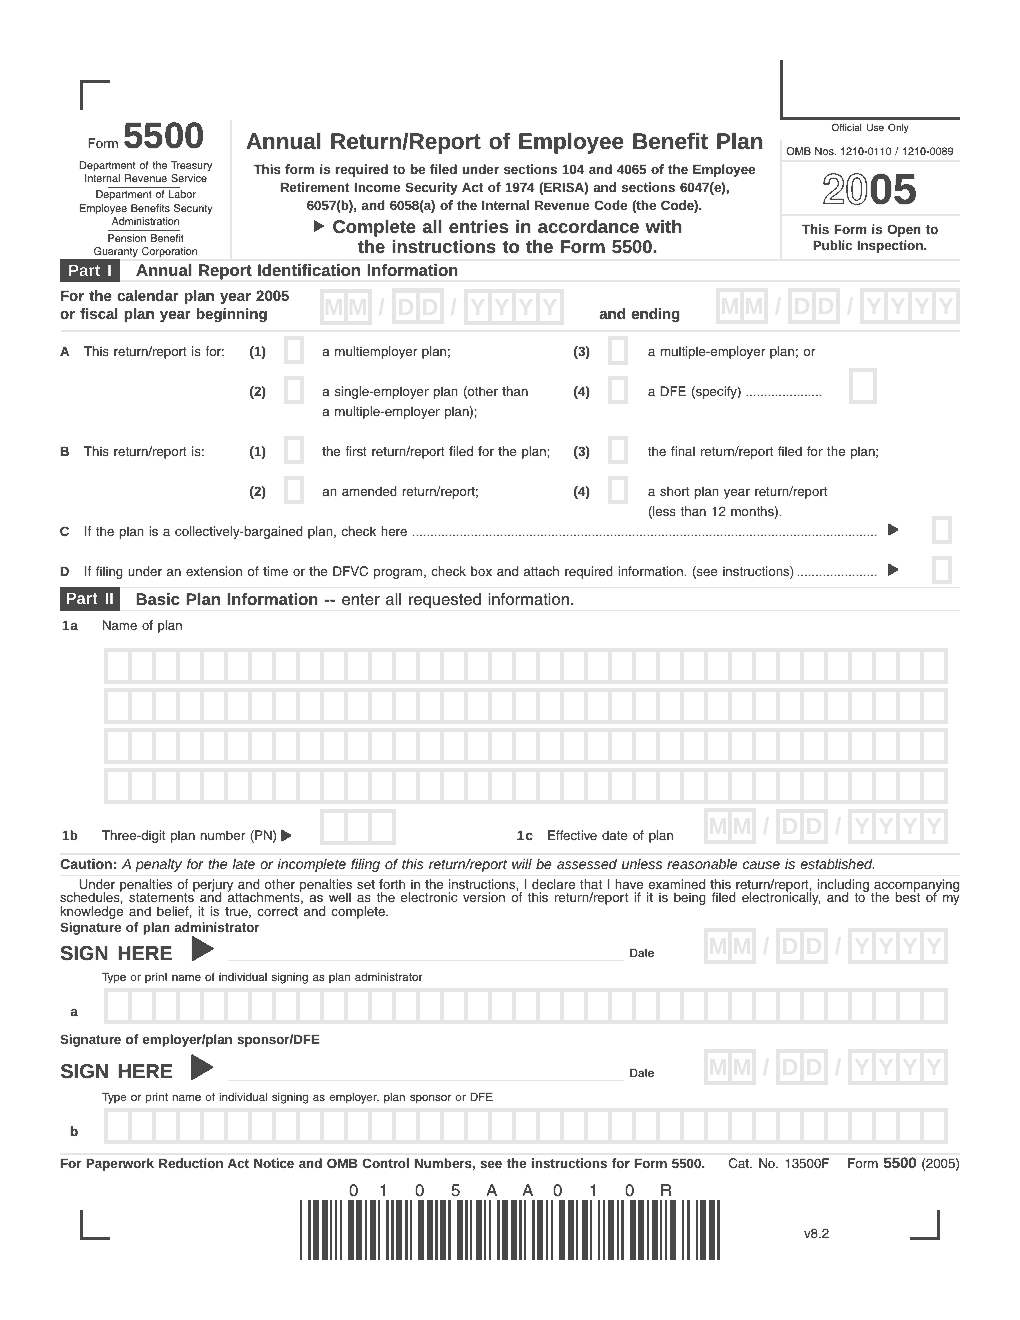 Official Use Only
Form 5500
Department of the Treasury
Internal Revenue Service
Department of Labor
Employee Benefits Security
Administration
Pension Benefit
Guaranty Corporation
Annual Return/Report of Employee Benefit Plan
This form is required to be filed under sections 104 and 4065 of the Employee
Retirement Income Security Act of 1974 (ERISA) and sections 6047(e),
6057(b), and 6058(a) of the Internal Revenue Code (the Code).
Complete all entries in accordance with
the instructions to the Form 5500.
OMB Nos. 1210-0110 / 1210-0089
2005
This Form is Open to
Public Inspection.
Part I Annual Report Identification Information
For the calendar plan year 2005
or fiscal plan year beginning MM / DD / YYYY and ending MM / DD / YYYY
A This return/report is for: (1) a multiemployer plan; (3) a multiple-employer plan; or
(2) a single-employer plan (other than (4) a DFE (specify) .....................
a multiple-employer plan);
B This return/report is: (1) the first return/report filed for the plan; (3) the final return/report filed for the plan;
(2) an amended return/report; (4) a short plan year return/report
(less than 12 months).
C If the plan is a collectively-bargained plan, check here ................................................................
D If filing under an extension of time or the DFVC program, check box and attach required information. (see instructions) ......................
Part II Basic Plan Information -- enter all requested information.
1a Name of plan
1b Three-digit plan number (PN) 1c Effective date of plan MM / DD / YYYY
Caution: A penalty for the late or incomplete filing of this return/report will be assessed unless reasonable cause is established.
Under penalties of perjury and other penalties set forth in the instructions, I declare that I have examined this return/report, including accompanying
schedules, statements and attachments, as well as the electronic version of this return/report if it is being filed electronically, and to the best of my
knowledge and belief, it is true, correct and complete.
Signature of plan administrator
SIGN HERE Date MM / DD / YYYY
Type or print name of individual signing as plan administrator
a
Signature of employer/plan sponsor/DFE
SIGN HERE Date MM / DD / YYYY
Type or print name of individual signing as employer, plan sponsor or DFE
b
For Paperwork Reduction Act Notice and OMB Control Numbers, see the instructions for Form 5500. Cat. No. 13500F Form 5500 (2005)
0 1 0 5 A A 0 1 0 R
v8.2